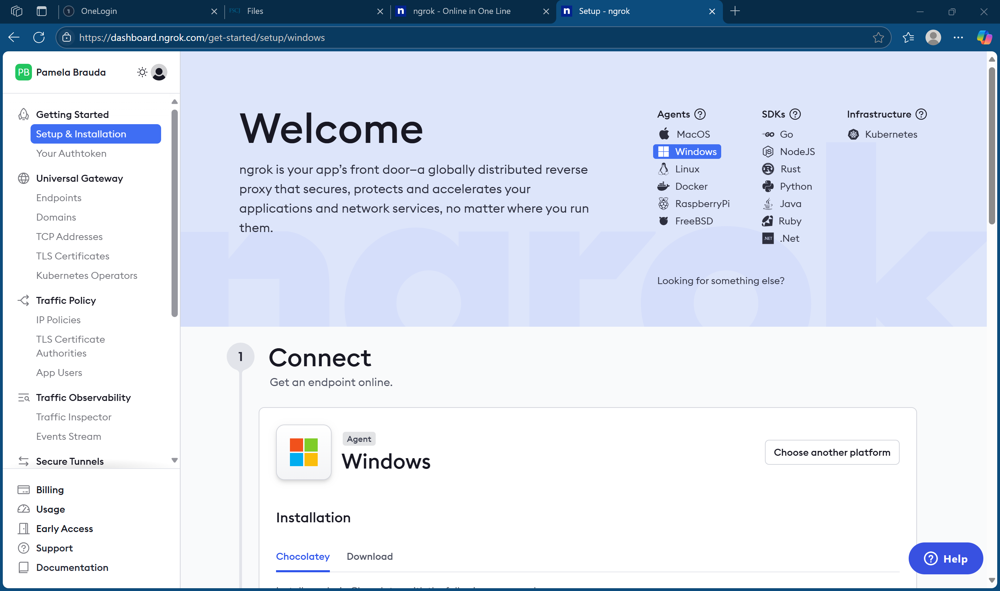 OneLogin
FSCJ Files
ngrok - Online in One Line
Setup - ngrok
https://dashboard.ngrok.com/get-started/setup/windows
PB Pamela Brauda
Getting Started
Setup & Installation
Your Authtoken
Universal Gateway
Endpoints
Domains
TCP Addresses
TLS Certificates
Kubernetes Operators
Traffic Policy
IP Policies
TLS Certificate
Authorities
App Users
Traffic Observability
Traffic Inspector
Events Stream
Secure Tunnels
Billing
Usage
Early Access
Support
Documentation
Welcome
ngrok is your app’s front door—a globally distributed reverse
proxy that secures, protects and accelerates your
applications and network services, no matter where you run
them.
Agents
MacOS
Windows
Linux
Docker
RaspberryPi
FreeBSD
SDKs
Go
NodeJS
Rust
Python
Java
Ruby
.NET .Net
Infrastructure
Kubernetes
Looking for something else?
ngrok
1 Connect
Get an endpoint online.
Agent
Windows
Choose another platform
Installation
Chocolatey Download
Help